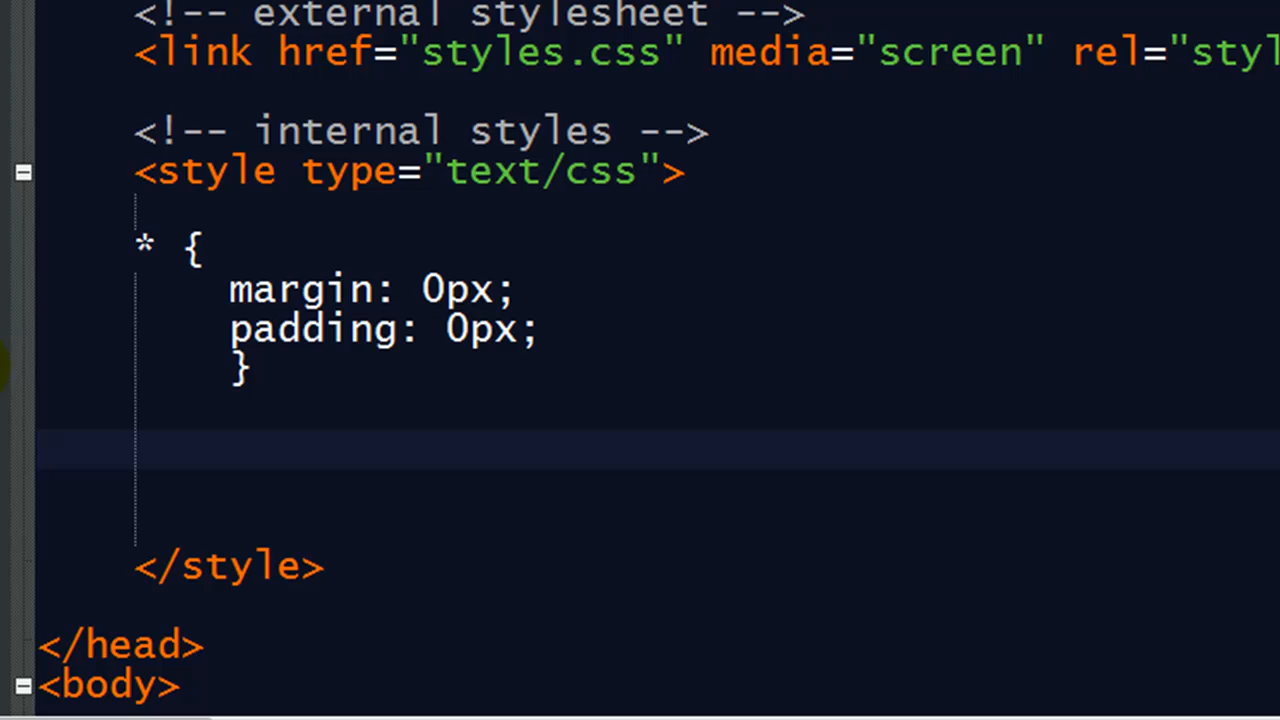 <!-- external stylesheet -->
<link href="styles.css" media="screen" rel="styl
<!-- internal styles -->
<style type="text/css">
* {
margin: 0px;
padding: 0px;
}
</style>
</head>
<body>